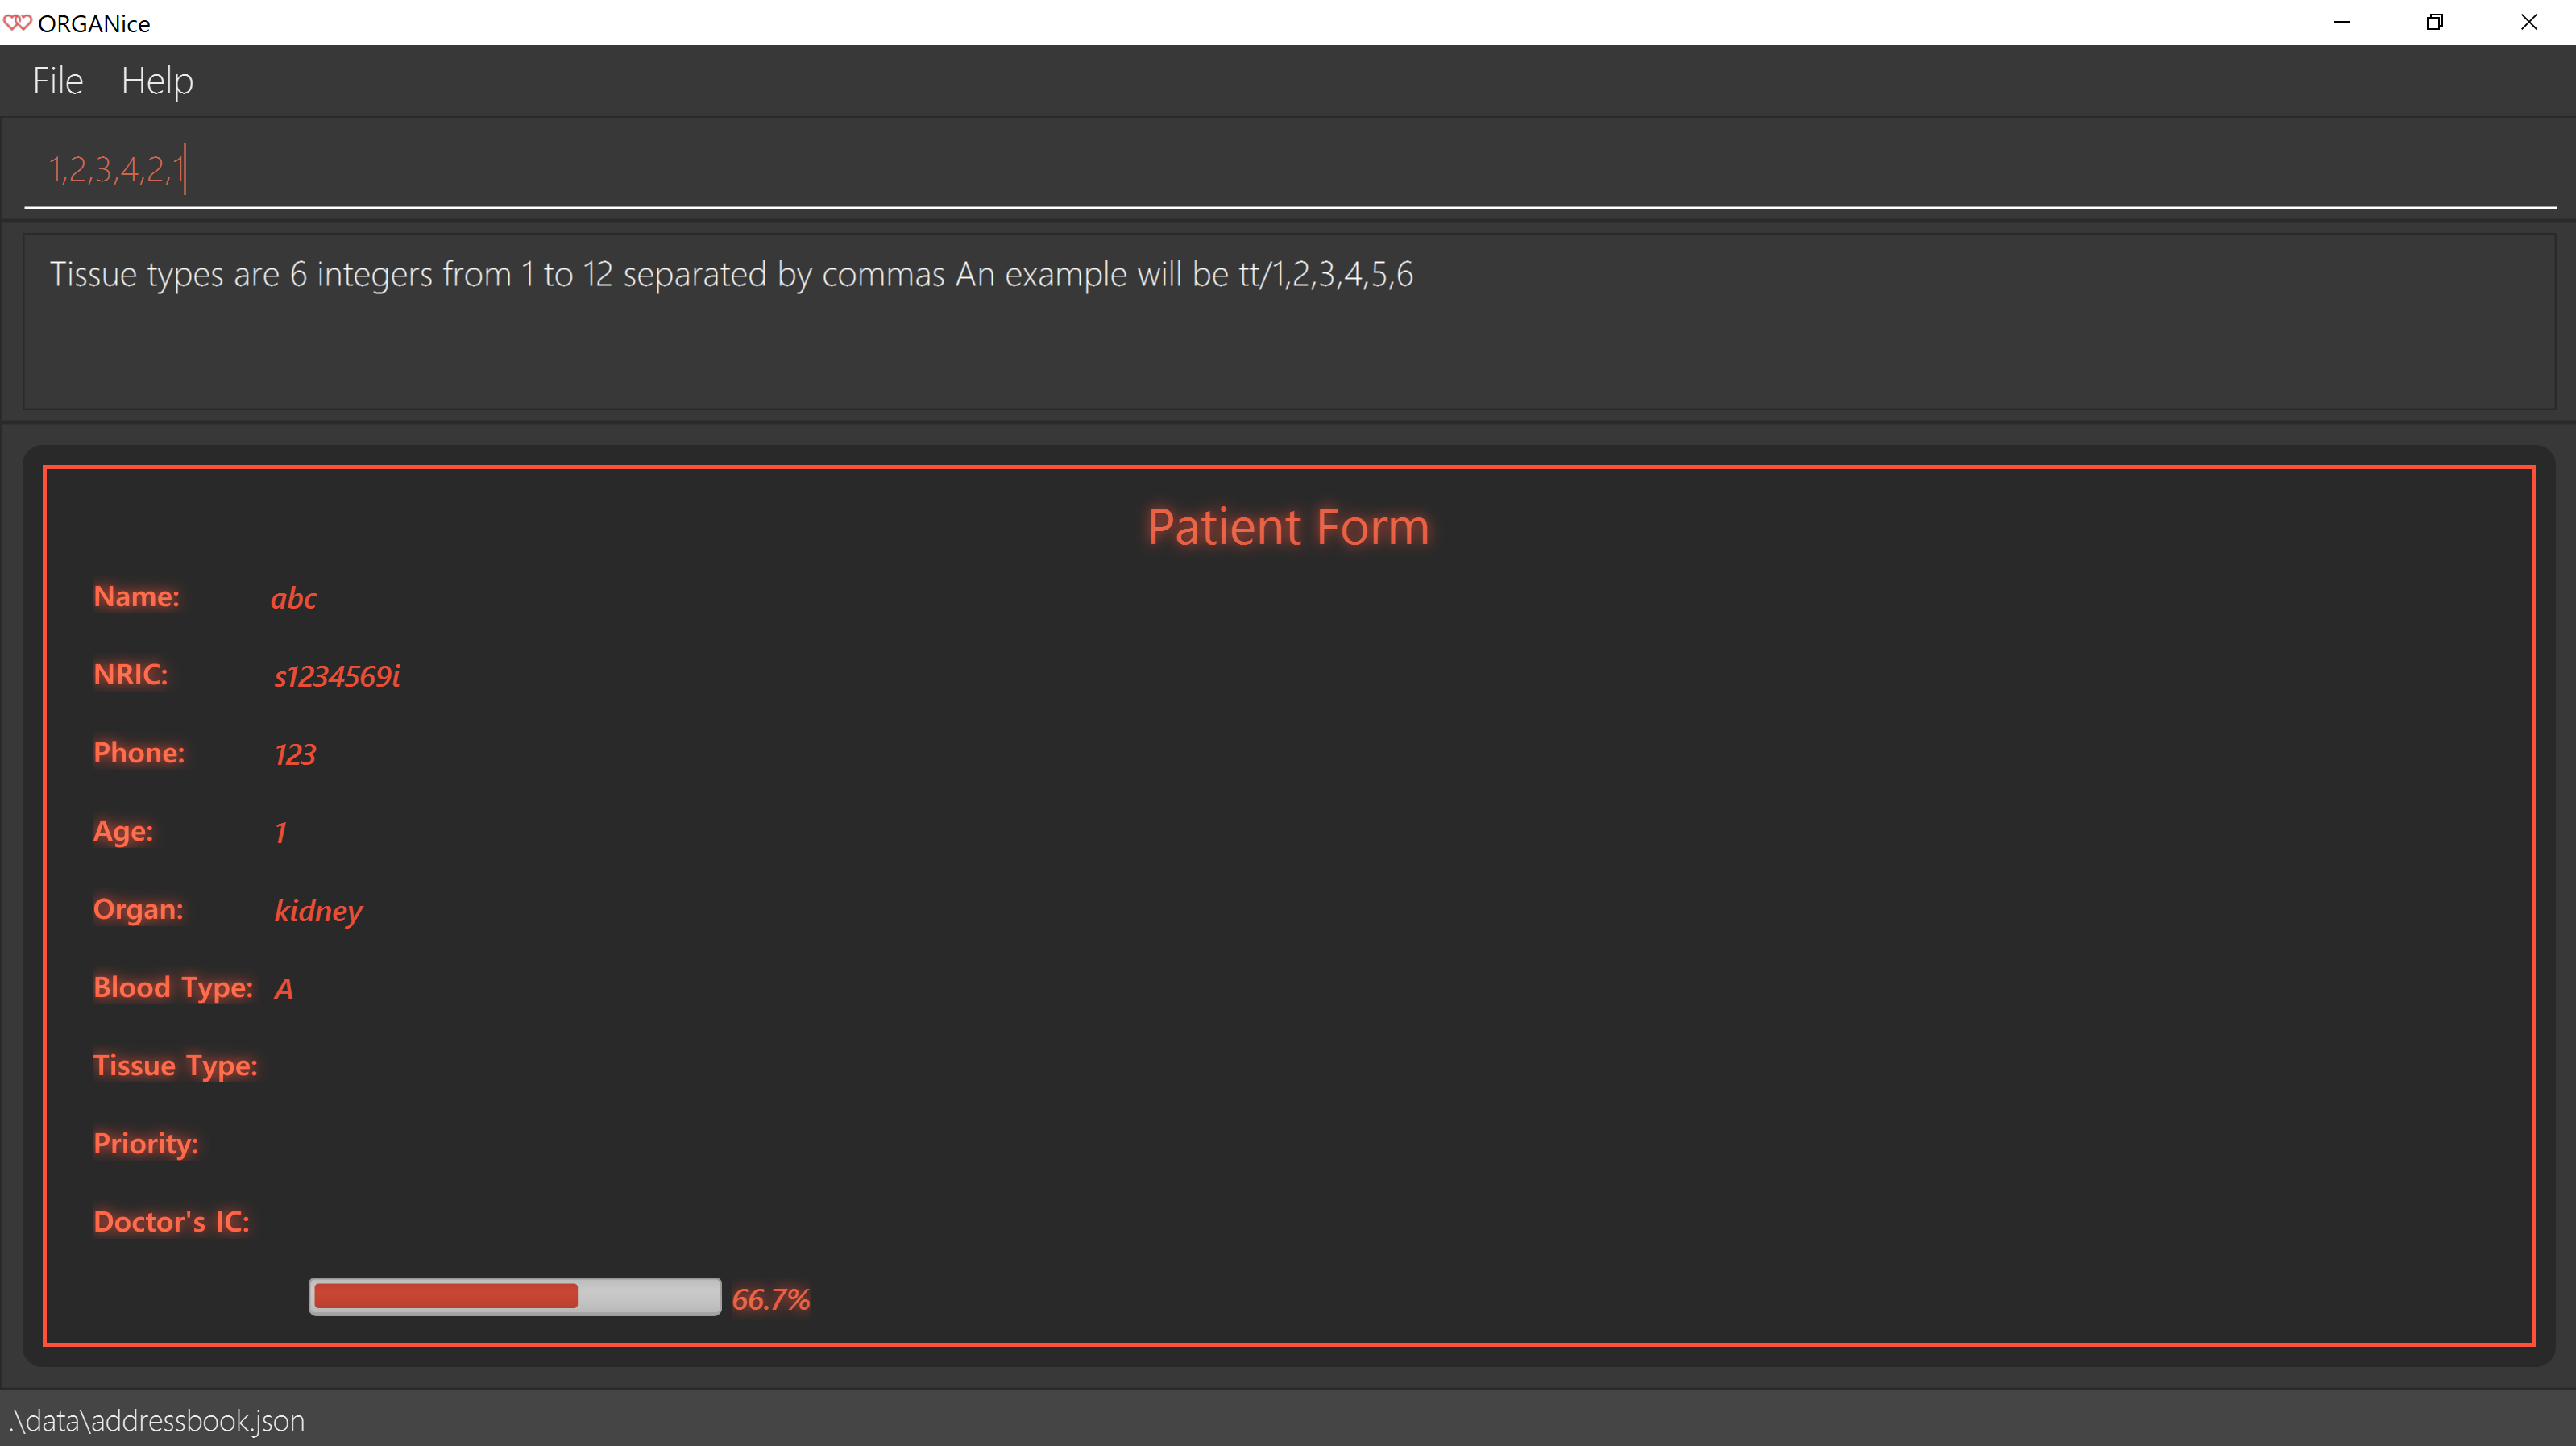 ORGANice
File Help
1,2,3,4,2,1
Tissue types are 6 integers from 1 to 12 separated by commas An example will be tt/1,2,3,4,5,6
Patient Form
Name: abc
NRIC: s1234569i
Phone: 123
Age: 1
Organ: kidney
Blood Type: A
Tissue Type:
Priority:
Doctor's IC:
66.7%
.\data\addressbook.json